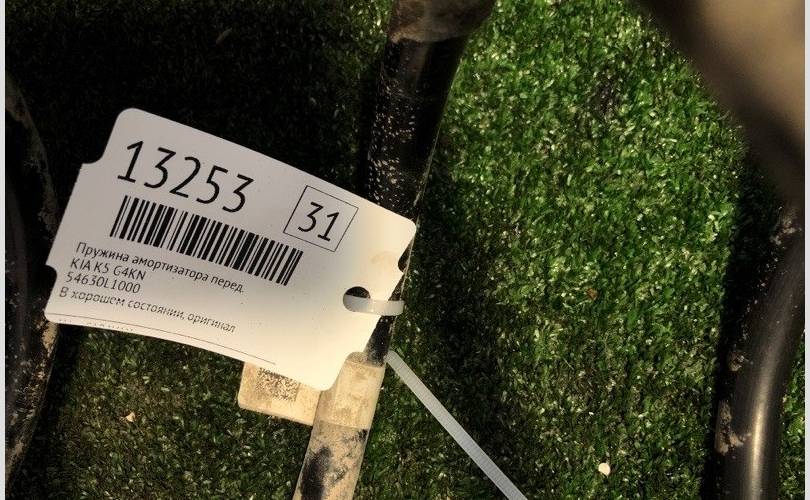 13253
31
Пружина амортизатора перед.
KIA K5 G4KN
54630L1000
В хорошем состоянии, оригинал